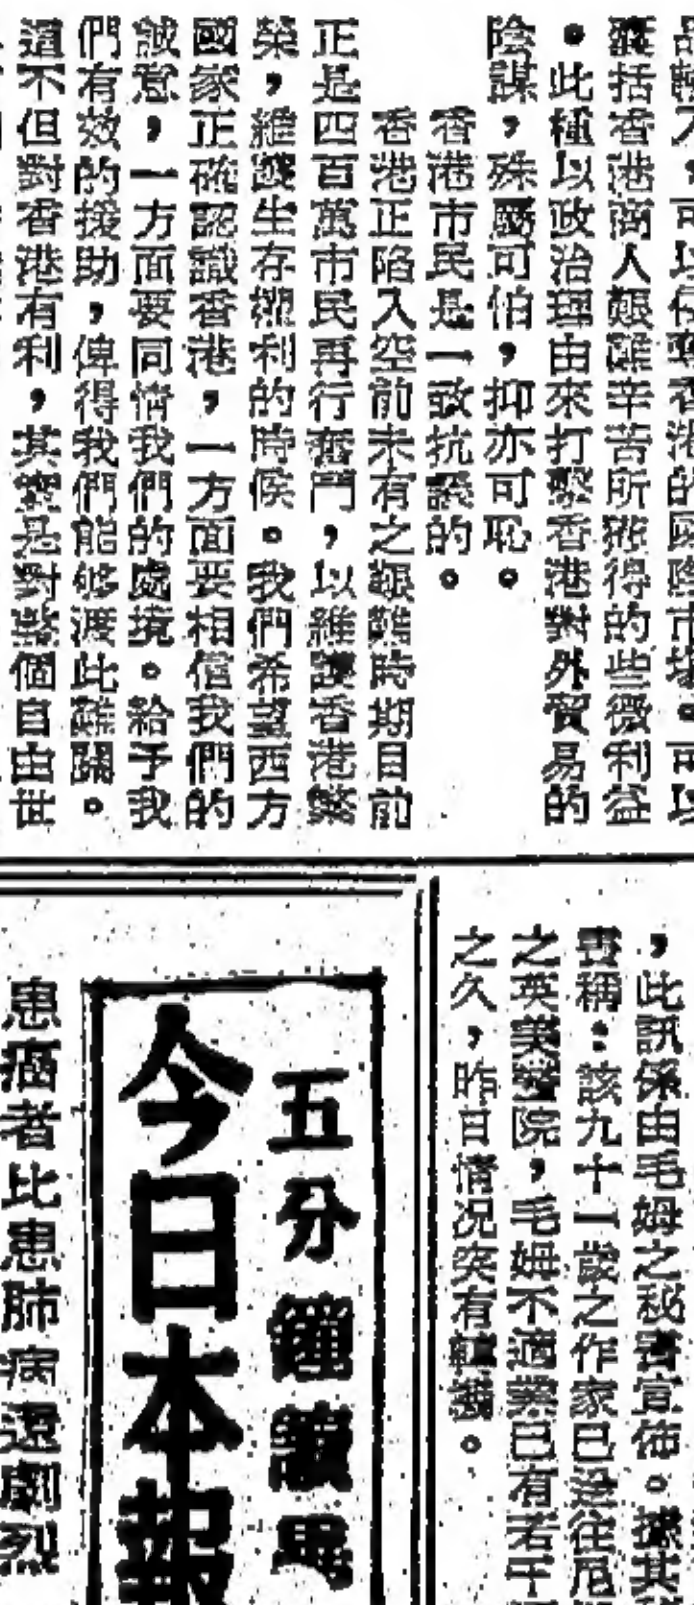 香港的國際市場。可以
囊括香港商人艱難辛苦所獲得的些微利益
。此種以政治理由來打擊香港對外貿易的
陰謀，殊屬可怕，抑亦可恥。
香港市民是一致抗議的。
香港正陷入空前未有之艱難時期目前
正是四百萬市民再行奮鬥，以維護香港繁
榮，維護生存權利的時候。我們希望西方
國家正確認識香港，一方面要相信我們的
誠意，一方面要同情我們的處境。給予我
們有效的援助，俾得我們能够渡此難關。
這不但對香港有利，其實是對整個自由世
，此訊係由毛姆之秘書宣佈。據其
書稱：該九十一歲之作家已送往尼
之英美醫院，毛姆不適業已有若干
之久，昨日情况突有轉
五分鐘讀
今日本報
患癌者比患肺病還劇烈